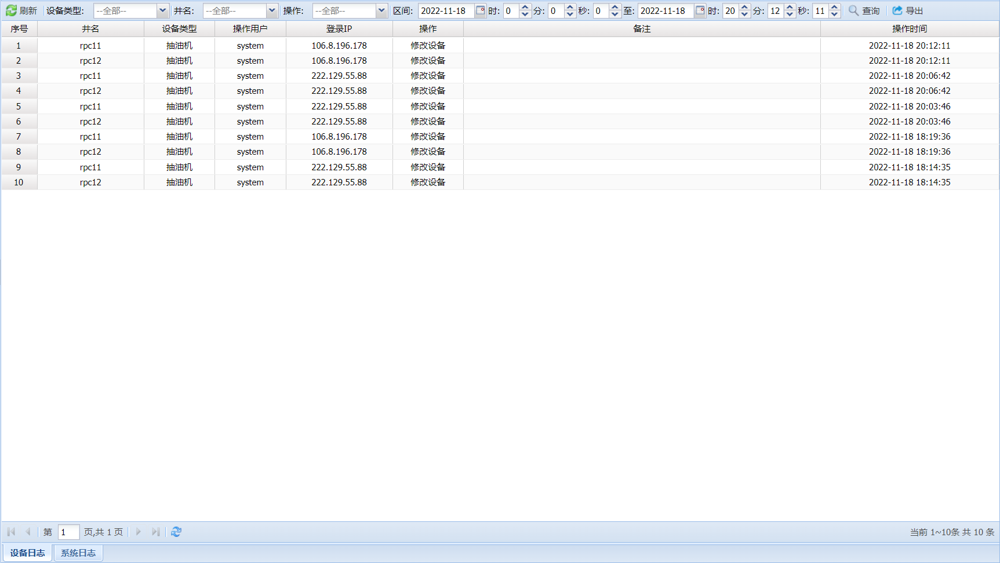 刷新 设备类型: --全部-- 井名: --全部-- 操作: --全部-- 区间: 2022-11-18 时: 0 分: 0 秒: 0 至: 2022-11-18 时: 20 分: 12 秒: 11 查询 导出
序号 井名 设备类型 操作用户 登录IP 操作 备注 操作时间
1 rpc11 抽油机 system 106.8.196.178 修改设备 2022-11-18 20:12:11
2 rpc12 抽油机 system 106.8.196.178 修改设备 2022-11-18 20:12:11
3 rpc11 抽油机 system 222.129.55.88 修改设备 2022-11-18 20:06:42
4 rpc12 抽油机 system 222.129.55.88 修改设备 2022-11-18 20:06:42
5 rpc11 抽油机 system 222.129.55.88 修改设备 2022-11-18 20:03:46
6 rpc12 抽油机 system 222.129.55.88 修改设备 2022-11-18 20:03:46
7 rpc11 抽油机 system 106.8.196.178 修改设备 2022-11-18 18:19:36
8 rpc12 抽油机 system 106.8.196.178 修改设备 2022-11-18 18:19:36
9 rpc11 抽油机 system 222.129.55.88 修改设备 2022-11-18 18:14:35
10 rpc12 抽油机 system 222.129.55.88 修改设备 2022-11-18 18:14:35
第 1 页,共 1 页 当前 1~10条 共 10 条
设备日志 系统日志